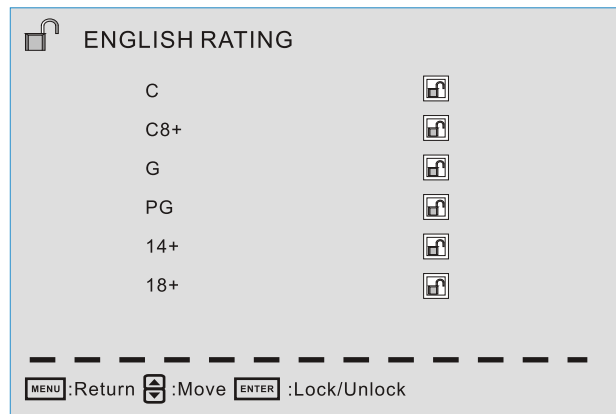 ENGLISH RATING
C
C8+
G
PG
14+
18+
MENU :Return :Move ENTER :Lock/Unlock